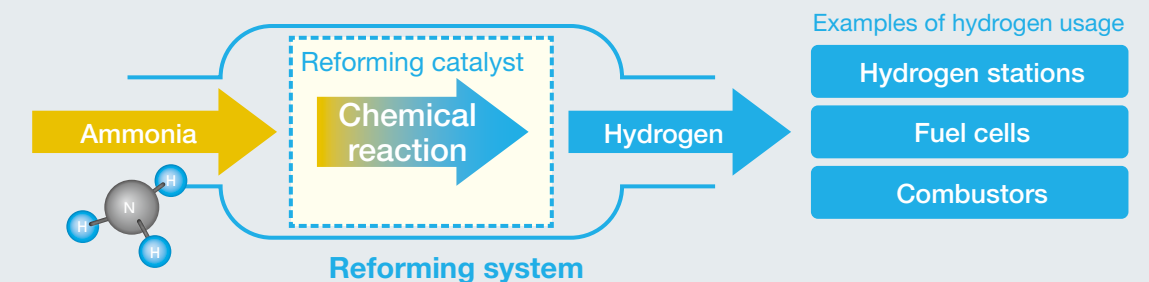 Examples of hydrogen usage
Reforming catalyst
Hydrogen stations
Ammonia
Chemical
reaction
Hydrogen
Fuel cells
Combustors
H
N
H
H
Reforming system